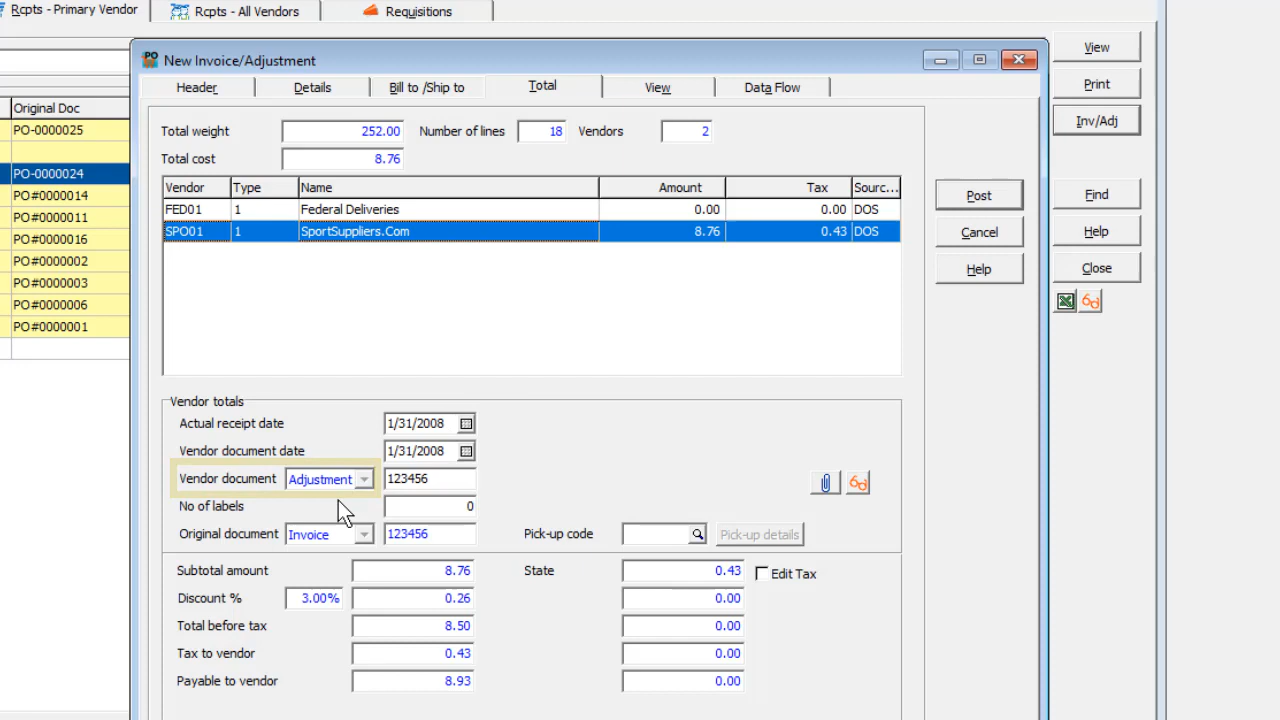 Rcpts - Primary Vendor Rcpts - All Vendors Requisitions
New Invoice/Adjustment
View
Print
Inv/Adj
Find
Help
Close
Original Doc
PO-0000025
PO-0000024
PO#0000014
PO#0000011
PO#0000016
PO#0000002
PO#0000003
PO#0000006
PO#0000001
Header Details Bill to /Ship to Total View Data Flow
Total weight 252.00 Number of lines 18 Vendors 2
Total cost 8.76
Vendor Type Name Amount Tax Sourc...
FED01 1 Federal Deliveries 0.00 0.00 DOS
SPO01 1 SportSuppliers.Com 8.76 0.43 DOS
Post
Cancel
Help
Vendor totals
Actual receipt date 1/31/2008
Vendor document date 1/31/2008
Vendor document Adjustment 123456
No of labels 0
Original document Invoice 123456 Pick-up code Pick-up details
Subtotal amount 8.76 State 0.43 Edit Tax
Discount % 3.00% 0.26 0.00
Total before tax 8.50 0.00
Tax to vendor 0.43 0.00
Payable to vendor 8.93 0.00